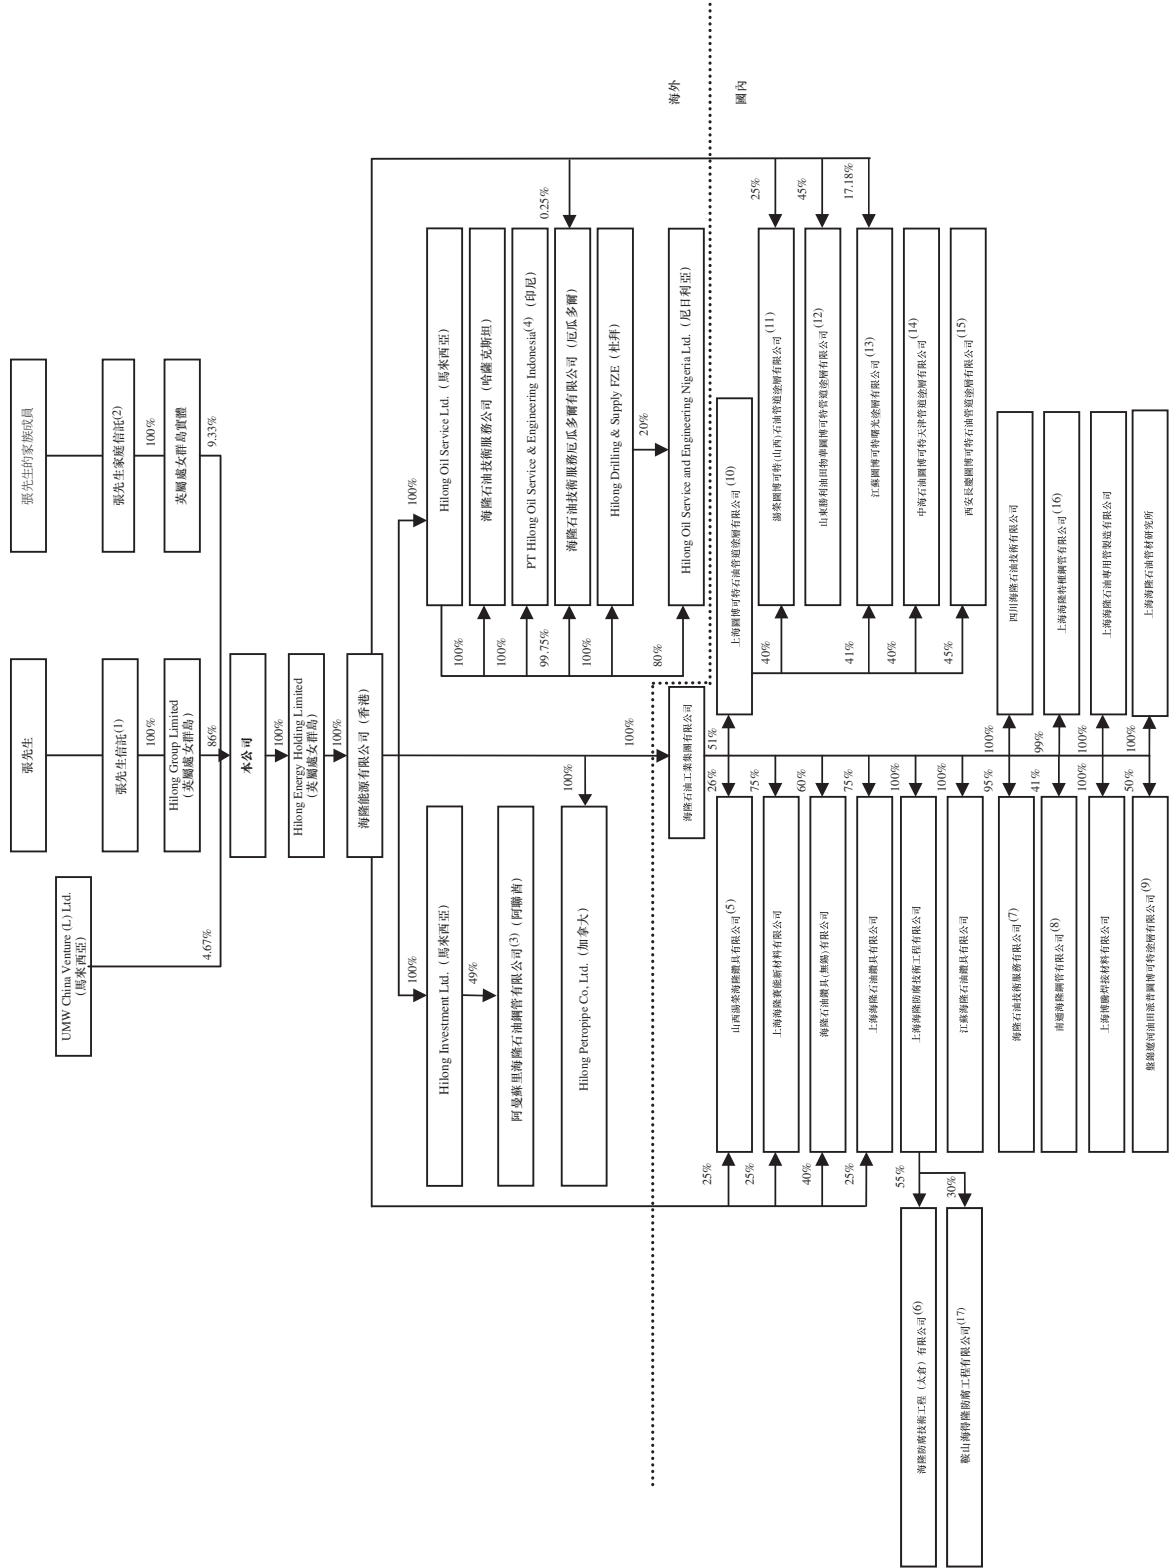 張先生
張先生的家族成員
UMW China Venture (L) Ltd.
（馬來西亞）
張先生信託(1)
張先生家庭信託(2)
100%
100%
Hilong Group Limited
（英屬處女群島）
英屬處女群島實體
4.67%
86%
9.33%
本公司
100%
Hilong Energy Holding Limited
（英屬處女群島）
100%
海隆能源有限公司（香港）
100%
100%
Hilong Investment Ltd.（馬來西亞）
49%
阿曼蘇里海隆石油鋼管有限公司(3)（阿聯酋）
100%
Hilong Petropipe Co, Ltd.（加拿大）
Hilong Oil Service Ltd.（馬來西亞）
100%
海隆石油技術服務公司（哈薩克斯坦）
100%
PT Hilong Oil Service & Engineering Indonesia(4)（印尼）
99.75%
0.25%
海隆石油技術服務厄瓜多爾有限公司（厄瓜多爾）
100%
Hilong Drilling & Supply FZE（杜拜）
20%
80%
Hilong Oil Service and Engineering Nigeria Ltd.（尼日利亞）
100%
海外
國內
海隆石油工業集團有限公司
25%
26%
山西湯榮海隆鑽具有限公司(5)
25%
75%
上海海隆賽能新材料有限公司
40%
60%
海隆石油鑽具(無錫)有限公司
25%
75%
上海海隆石油鑽具有限公司
100%
上海海隆防腐技術工程有限公司
55%
海隆防腐技術工程（太倉）有限公司(6)
30%
鞍山海得隆防腐工程有限公司(17)
100%
江蘇海隆石油鑽具有限公司
95%
海隆石油技術服務有限公司(7)
41%
南通海隆鋼管有限公司(8)
100%
上海博騰焊接材料有限公司
50%
盤錦遼河油田派普圖博可特塗層有限公司(9)
51%
上海圖博可特石油管道塗層有限公司(10)
40%
25%
湯榮圖博可特(山西)石油管道塗層有限公司(11)
45%
山東勝利油田物華圖博可特管道塗層有限公司(12)
41%
17.18%
江蘇圖博可特曙光塗層有限公司(13)
40%
中海石油圖博可特天津管道塗層有限公司(14)
45%
西安長慶圖博可特石油管道塗層有限公司(15)
100%
四川海隆石油技術有限公司
99%
上海海隆特種鋼管有限公司(16)
100%
上海海隆石油專用管製造有限公司
100%
上海海隆石油管材研究所